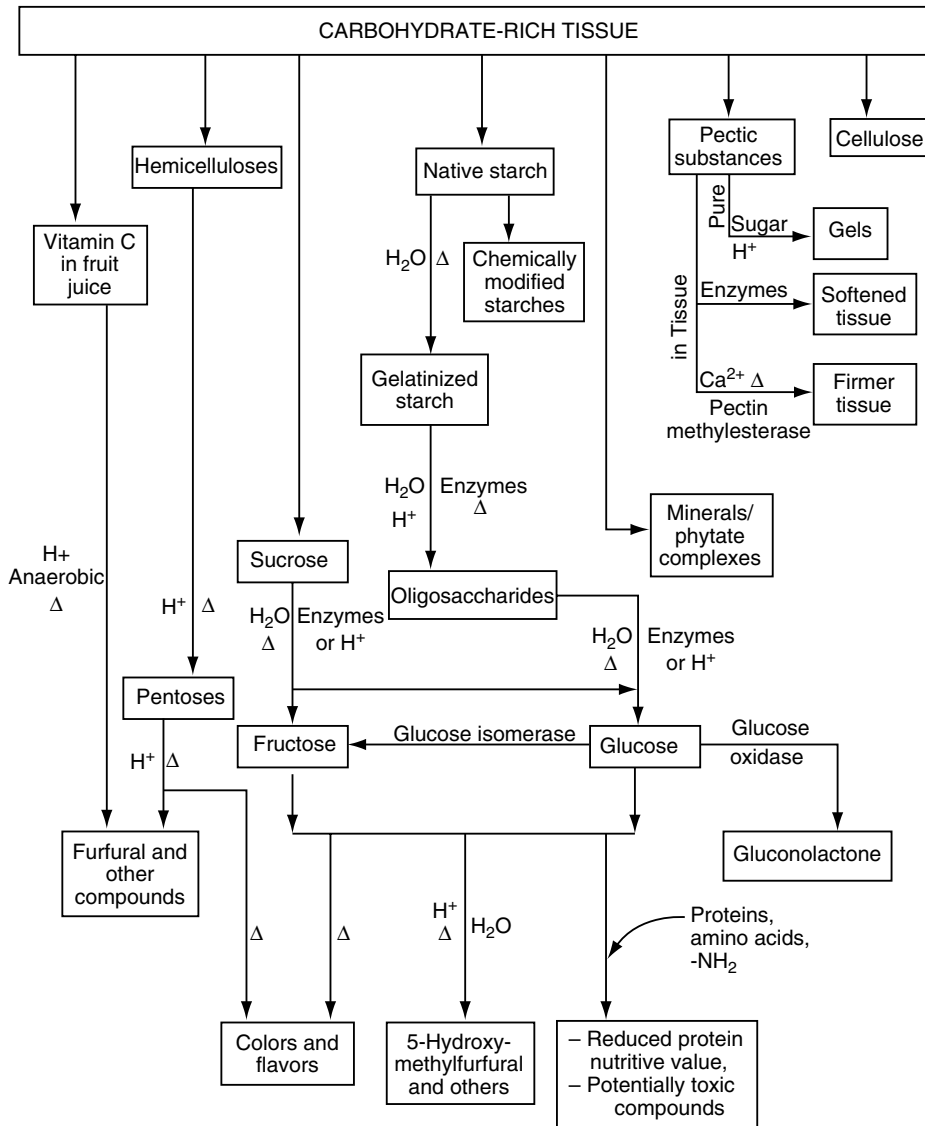 CARBOHYDRATE-RICH TISSUE
Hemicelluloses
Native starch
Pectic
substances
Cellulose
Vitamin C
in fruit
juice
H₂O Δ
Chemically
modified
starches
Pure
Sugar
H⁺
Gels
in Tissue
Enzymes
Softened
tissue
Ca²⁺ Δ
Pectin
methylesterase
Firmer
tissue
Gelatinized
starch
H₂O Enzymes
H⁺ Δ
Minerals/
phytate
complexes
Sucrose
H+
Anaerobic
Δ
H⁺ Δ
Oligosaccharides
H₂O Enzymes
Δ or H⁺
H₂O Enzymes
Δ or H⁺
Pentoses
H⁺ Δ
Fructose
Glucose isomerase
Glucose
Glucose
oxidase
Gluconolactone
Furfural and
other
compounds
Δ
Δ
H⁺
Δ H₂O
Proteins,
amino acids,
-NH₂
Colors and
flavors
5-Hydroxy-
methylfurfural
and others
– Reduced protein
nutritive value,
– Potentially toxic
compounds